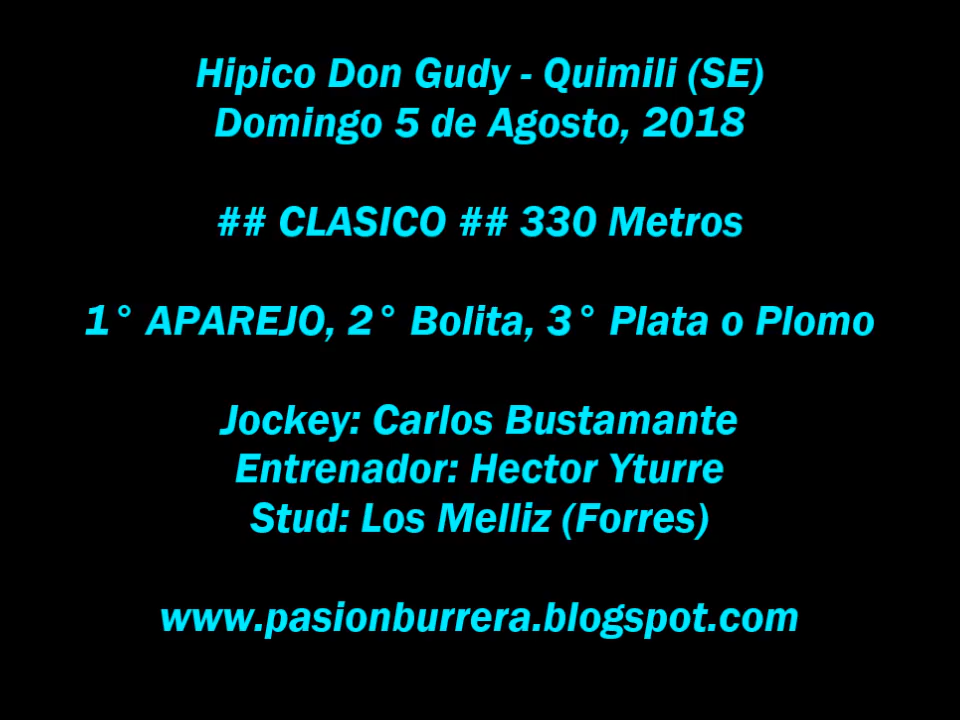 Hipico Don Gudy - Quimili (SE)
Domingo 5 de Agosto, 2018
## CLASICO ## 330 Metros
1° APAREJO, 2° Bolita, 3° Plata o Plomo
Jockey: Carlos Bustamante
Entrenador: Hector Yturre
Stud: Los Melliz (Forres)
www.pasionburrera.blogspot.com